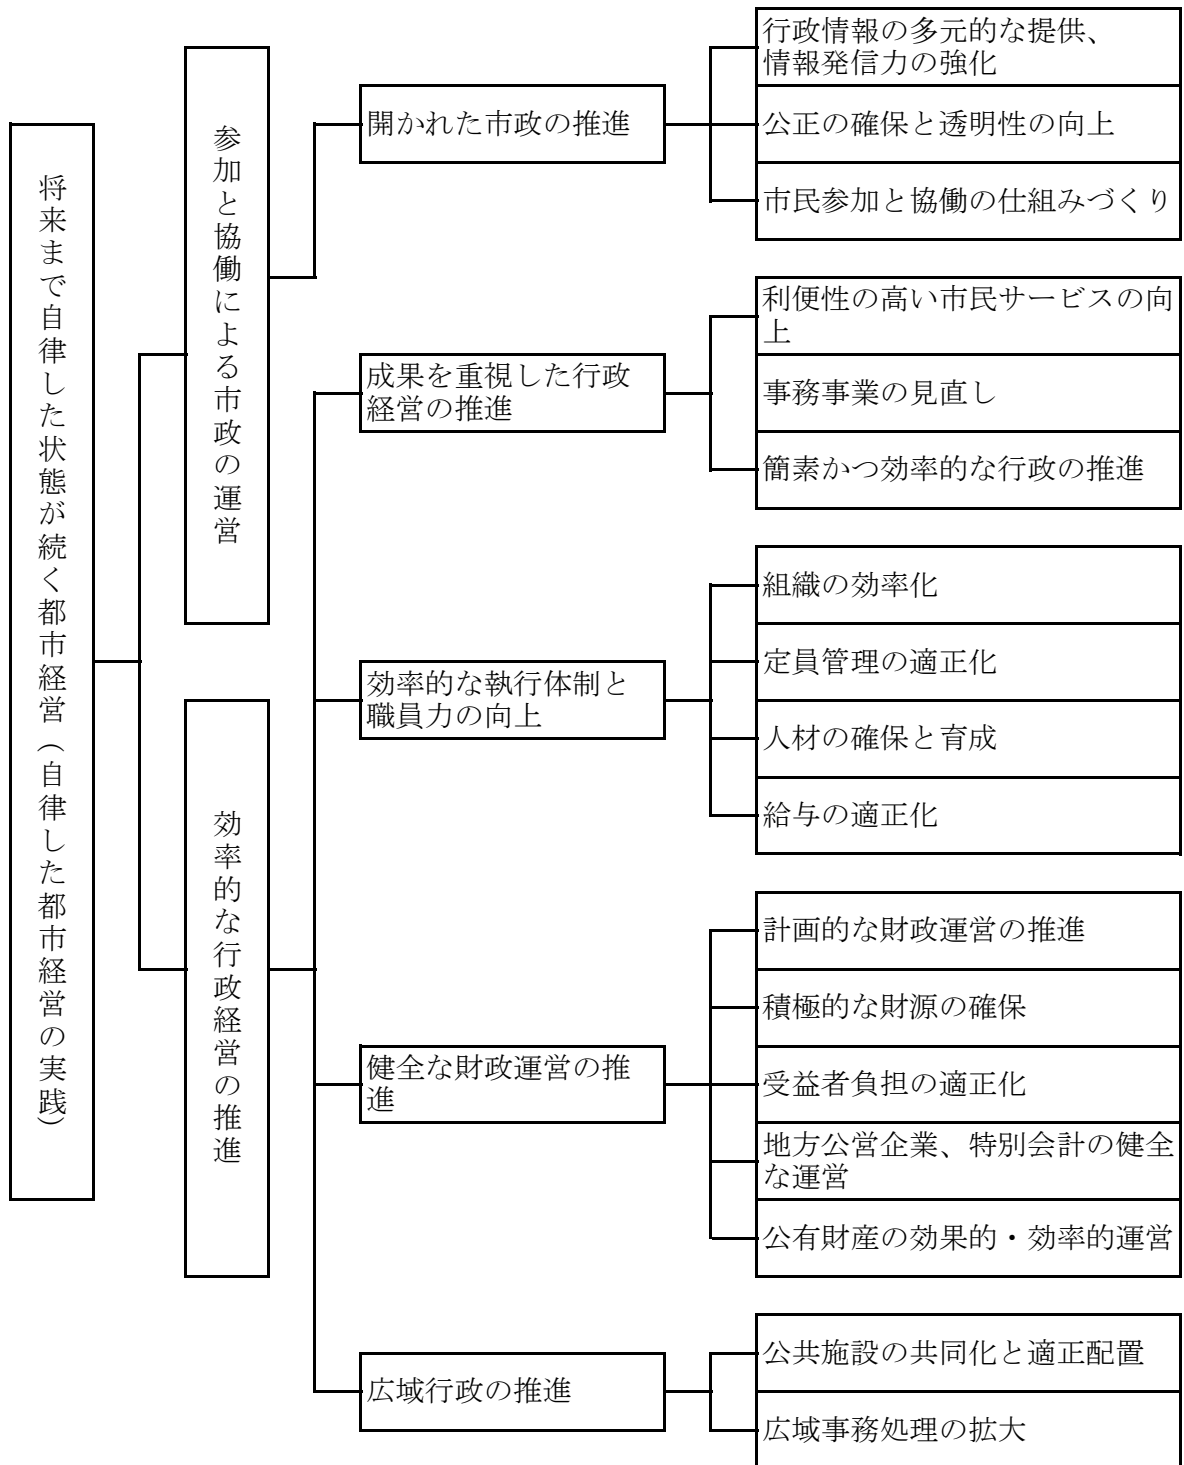 将来まで自律した状態が続く都市経営（自律した都市経営の実践）
参加と協働による市政の運営
開かれた市政の推進
行政情報の多元的な提供、
情報発信力の強化
公正の確保と透明性の向上
市民参加と協働の仕組みづくり
効率的な行政経営の推進
成果を重視した行政
経営の推進
利便性の高い市民サービスの向
上
事務事業の見直し
簡素かつ効率的な行政の推進
効率的な執行体制と
職員力の向上
組織の効率化
定員管理の適正化
人材の確保と育成
給与の適正化
健全な財政運営の推
進
計画的な財政運営の推進
積極的な財源の確保
受益者負担の適正化
地方公営企業、特別会計の健全
な運営
公有財産の効果的・効率的運営
広域行政の推進
公共施設の共同化と適正配置
広域事務処理の拡大